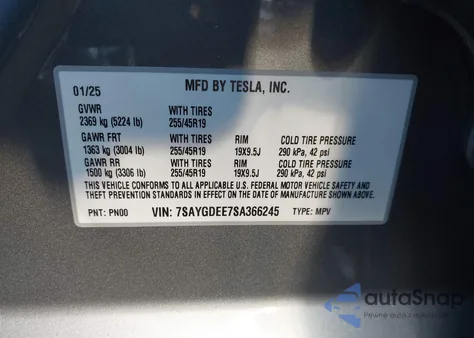 MFD BY TESLA, INC.
01/25
GVWR WITH TIRES
2369 kg (5224 lb) 255/45R19
GAWR FRT WITH TIRES RIM COLD TIRE PRESSURE
1363 kg (3004 lb) 255/45R19 19X9.5J 290 kPa, 42 psi
GAWR RR WITH TIRES RIM COLD TIRE PRESSURE
1500 kg (3306 lb) 255/45R19 19X9.5J 290 kPa, 42 psi
THIS VEHICLE CONFORMS TO ALL APPLICABLE U.S. FEDERAL MOTOR VEHICLE SAFETY AND
THEFT PREVENTION STANDARDS IN EFFECT ON THE DATE OF MANUFACTURE SHOWN ABOVE.
PNT: PN00 VIN: 7SAYGDEE7SA366245 TYPE: MPV
autoSnap
Pewne auta z usa